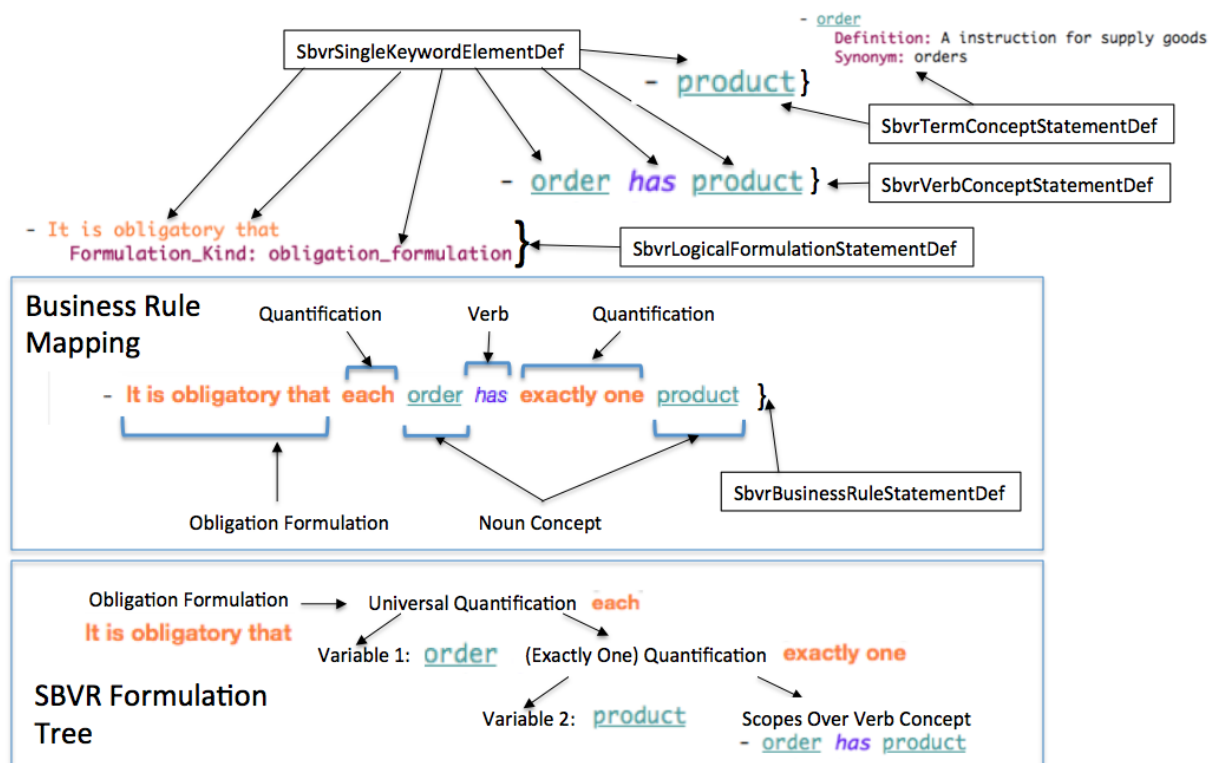 - order
Definition: A instruction for supply goods
Synonym: orders
SbvrSingleKeywordElementDef
- product}
SbvrTermConceptStatementDef
- order has product}
SbvrVerbConceptStatementDef
- It is obligatory that
Formulation_Kind: obligation_formulation}
SbvrLogicalFormulationStatementDef
Business Rule
Mapping
Quantification Verb Quantification
- It is obligatory that each order has exactly one product }
SbvrBusinessRuleStatementDef
Obligation Formulation Noun Concept
Obligation Formulation Universal Quantification each
It is obligatory that
Variable 1: order (Exactly One) Quantification exactly one
SBVR Formulation
Tree
Variable 2: product Scopes Over Verb Concept
- order has product